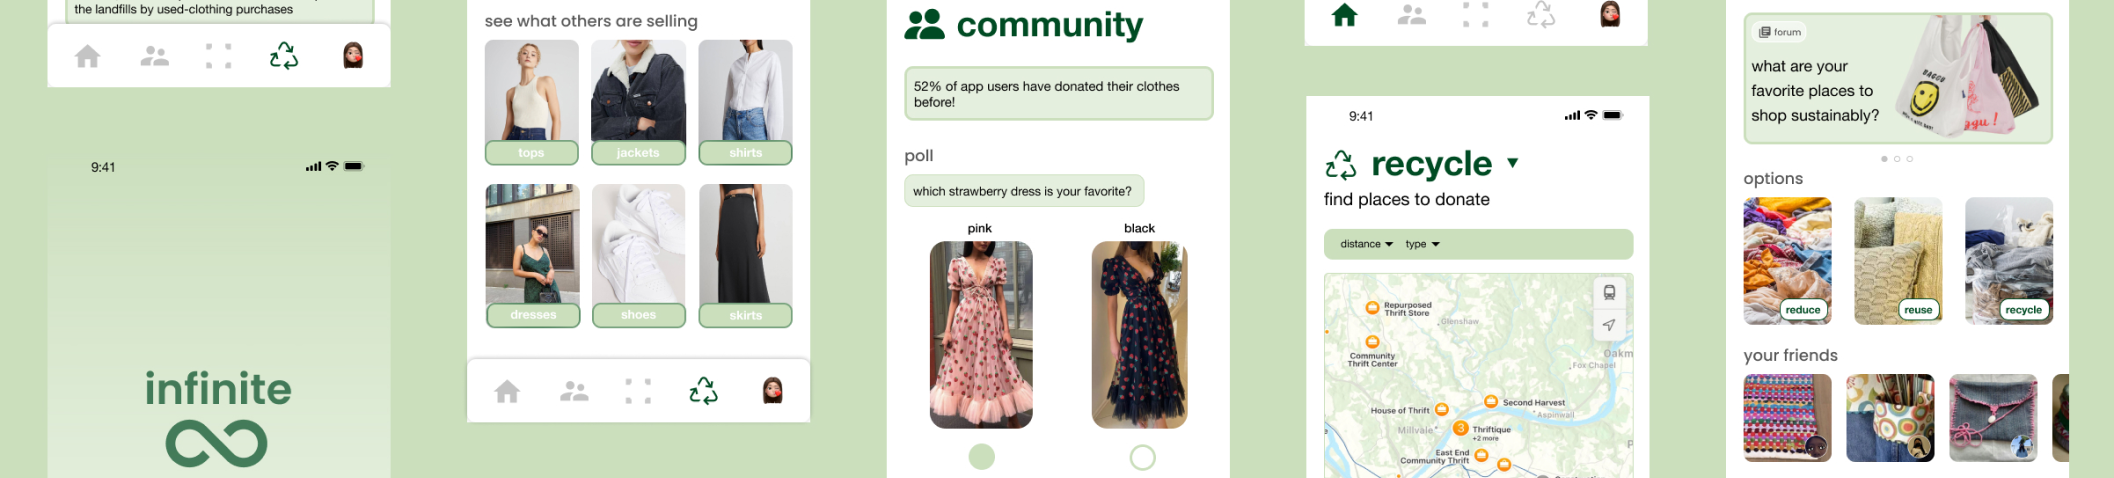 the landfills by used-clothing purchases
9:41
infinite
see what others are selling
tops
jackets
shirts
dresses
shoes
skirts
community
52% of app users have donated their clothes
before!
poll
which strawberry dress is your favorite?
pink
black
9:41
recycle
find places to donate
distance
type
Repurposed
Thrift Store
Glenshaw
Community
Thrift Center
Oakm
Fox Chapel
Second Harvest
House of Thrift
Aspinwall
Millvale
3
Thriftique
+2 more
East End
Community Thrift
forum
what are your
favorite places to
shop sustainably?
BAGGU
options
reduce
reuse
recycle
your friends